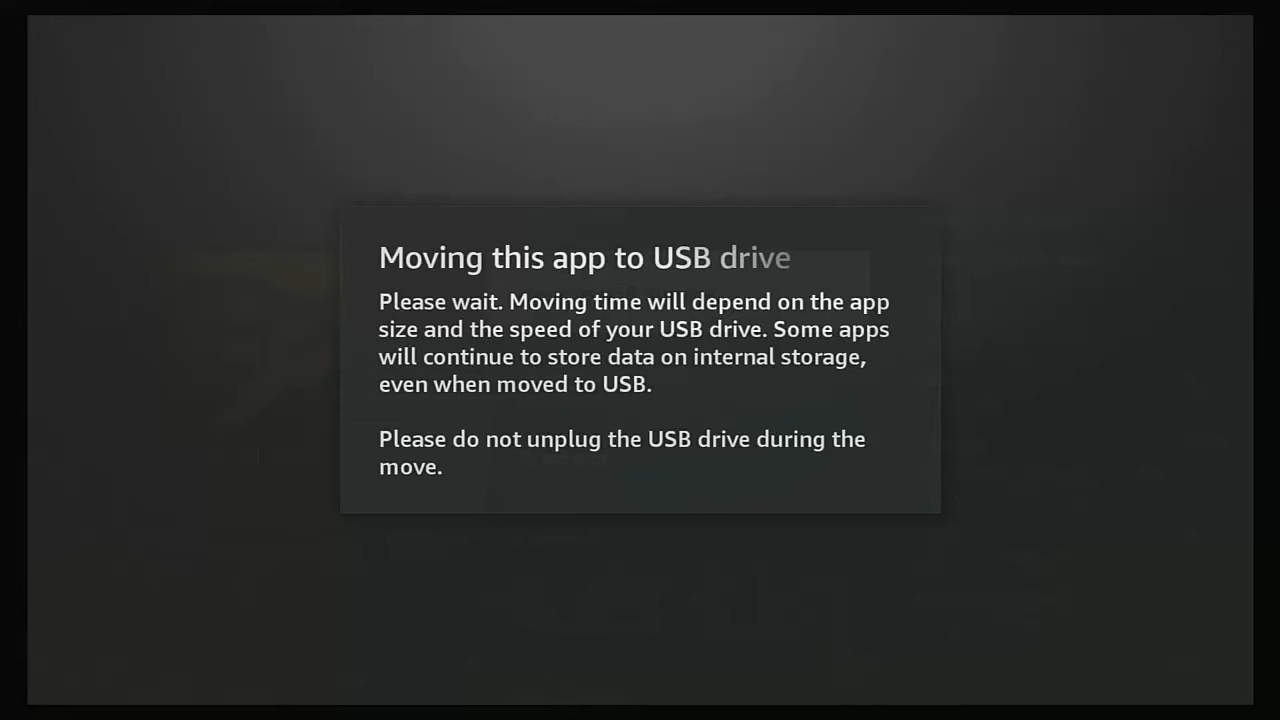 Moving this app to USB drive
Please wait. Moving time will depend on the app
size and the speed of your USB drive. Some apps
will continue to store data on internal storage,
even when moved to USB.
Please do not unplug the USB drive during the
move.